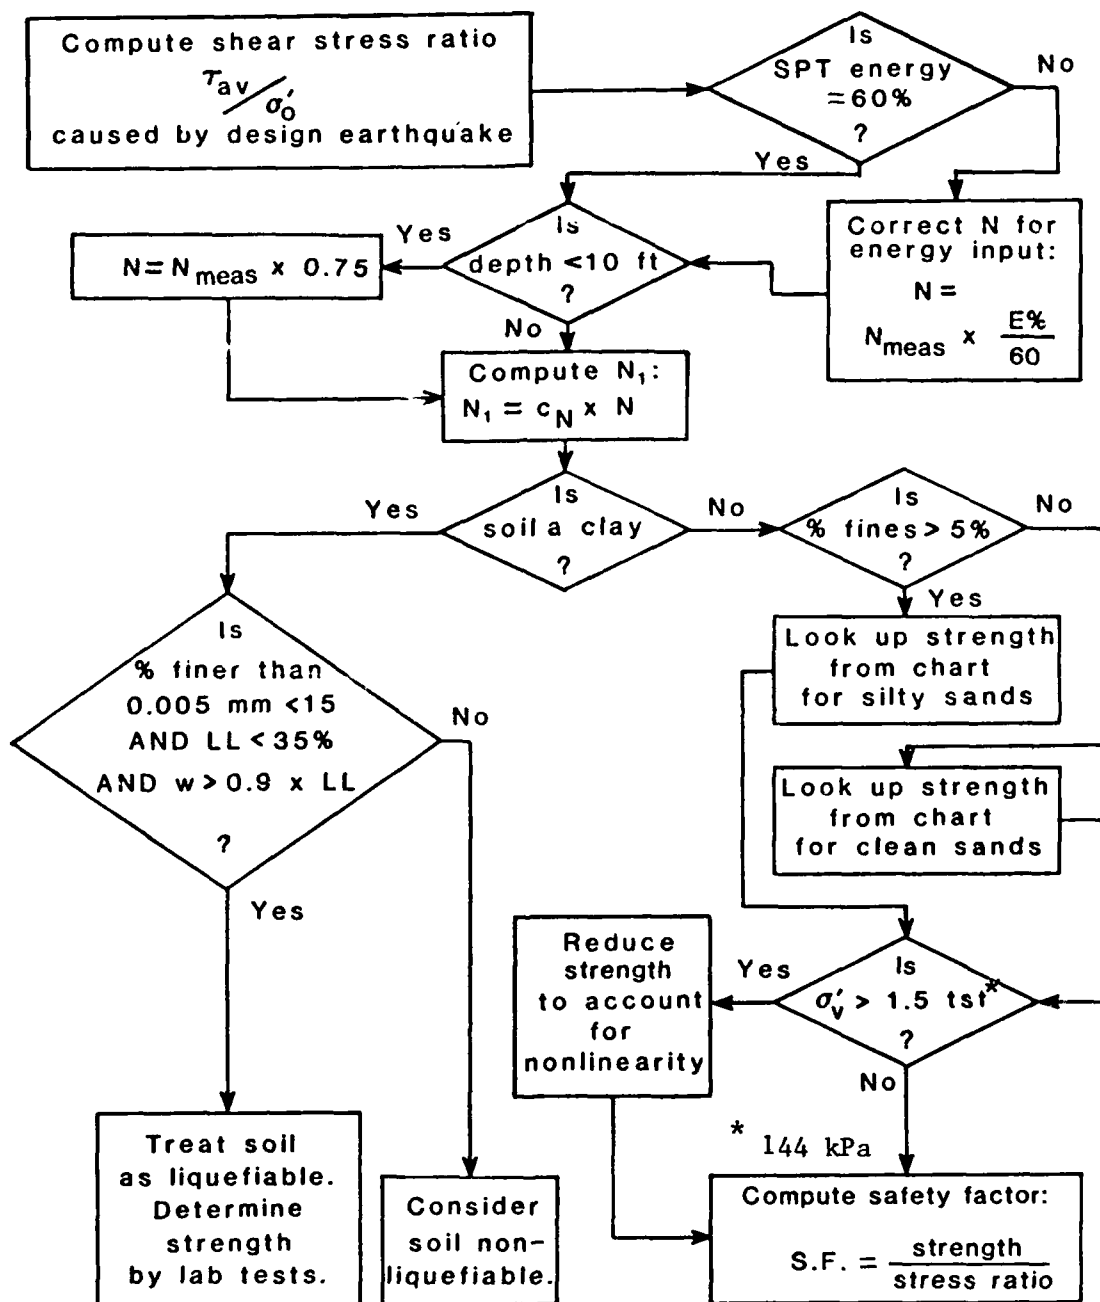 Compute shear stress ratio
τav/σ'o
caused by design earthquake
Is
SPT energy
=60%
?
No
Yes
Correct N for
energy input:
N=
Nmeas x E%/60
Is
depth <10 ft
?
Yes
N=Nmeas x 0.75
No
Compute N1:
N1 = cN x N
Is
soil a clay
?
Yes
No
Is
% fines > 5%
?
No
Yes
Look up strength
from chart
for silty sands
Look up strength
from chart
for clean sands
Is
% finer than
0.005 mm <15
AND LL <35%
AND w > 0.9 x LL
?
No
Yes
Reduce
strength
to account
for
nonlinearity
Yes
Is
σ'v > 1.5 tst*
?
No
* 144 kPa
Treat soil
as liquefiable.
Determine
strength
by lab tests.
Consider
soil non-
liquefiable.
Compute safety factor:
S.F. = strength/stress ratio